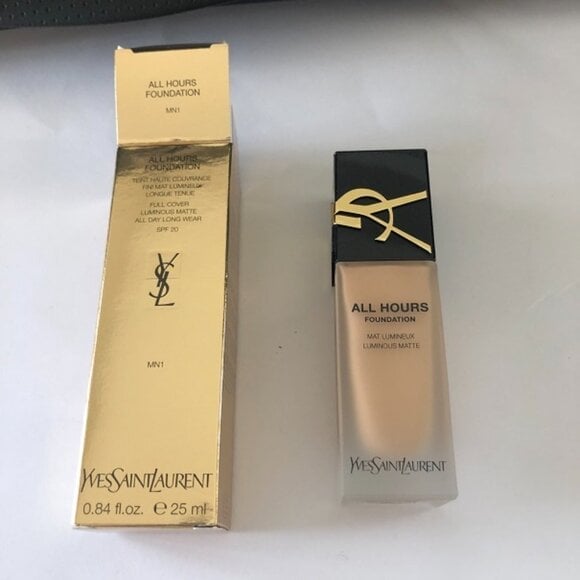 ALL HOURS
FOUNDATION
MN1
ALL HOURS
FOUNDATION
TEINT HAUTE COUVRANCE
FINI MAT LUMINEUX
LONGUE TENUE
FULL COVER
LUMINOUS MATTE
ALL DAY LONG WEAR
SPF 20
YSL
MN1
YVESSAINTLAURENT
0.84 fl.oz. ℮ 25 ml
ALL HOURS
FOUNDATION
MAT LUMINEUX
LUMINOUS MATTE
YVESSAINTLAURENT